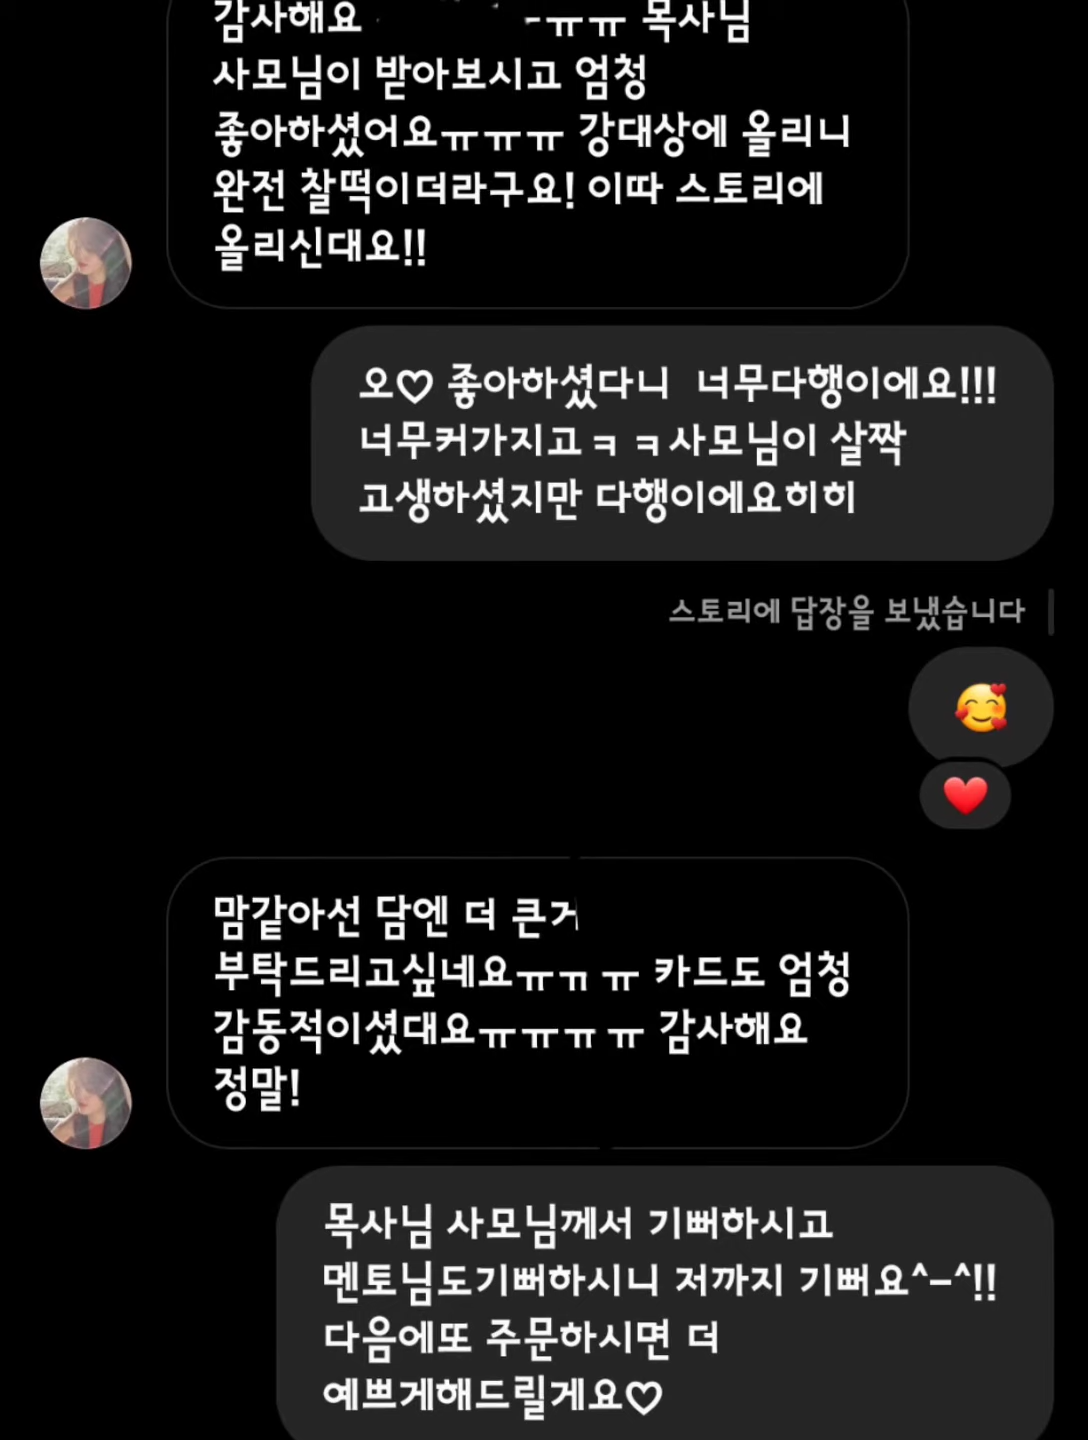 감사해요 ㅠㅠ 목사님
사모님이 받아보시고 엄청
좋아하셨어요ㅠㅠㅠ 강대상에 올리니
완전 찰떡이더라구요! 이따 스토리에
올리신대요!!
오♡ 좋아하셨다니 너무다행이에요!!!
너무커가지고ㅋ ㅋ사모님이 살짝
고생하셨지만 다행이에요히히
스토리에 답장을 보냈습니다
맘같아선 담엔 더 큰거
부탁드리고싶네요ㅠㅠ ㅠ 카드도 엄청
감동적이셨대요ㅠㅠㅠㅠ 감사해요
정말!
목사님 사모님께서 기뻐하시고
멘토님도기뻐하시니 저까지 기뻐요^-^!!
다음에또 주문하시면 더
예쁘게해드릴게요♡